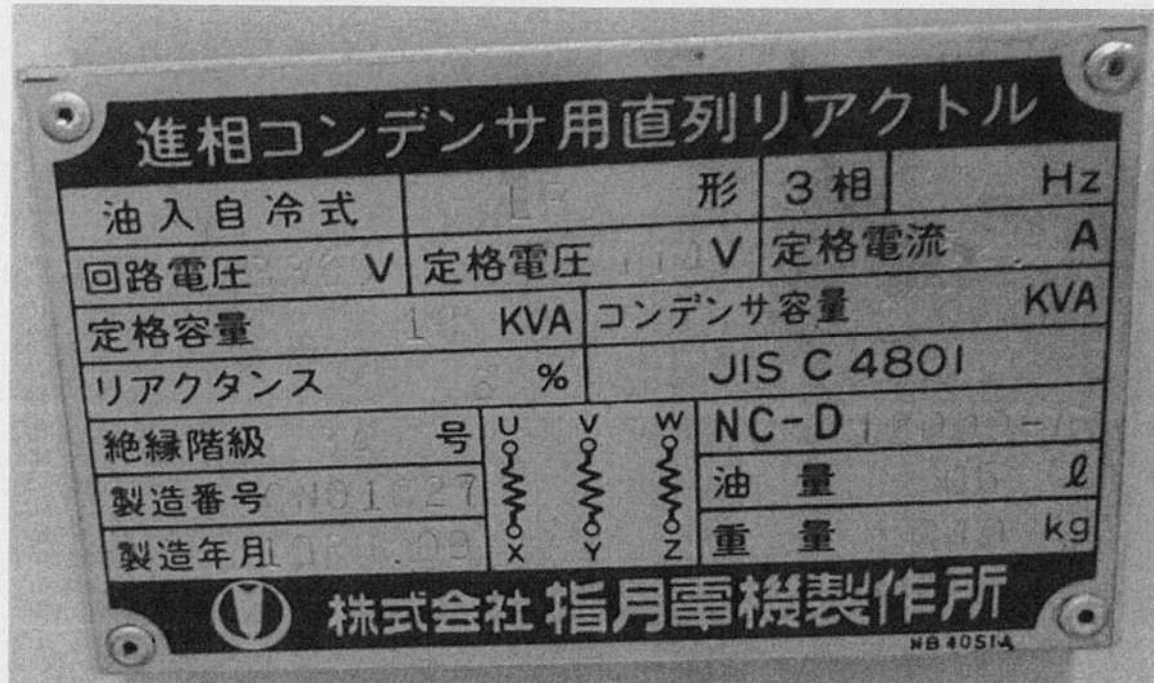 進相コンデンサ用直列リアクトル
油入自冷式 形 3相 Hz
回路電圧 V 定格電圧 V 定格電流 A
定格容量 KVA コンデンサ容量 KVA
リアクタンス % JIS C 4801
絶縁階級 号 U V W NC-D
製造番号 油量 ℓ
製造年月 X Y Z 重量 kg
株式会社 指月電機製作所
NB4051A